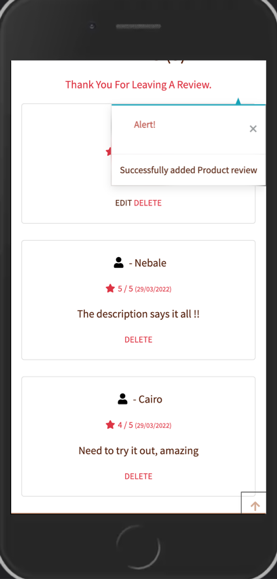 Thank You For Leaving A Review.
Alert!
×
Successfully added Product review
EDIT DELETE
- Nebale
5 / 5 (29/03/2022)
The description says it all !!
DELETE
- Cairo
4 / 5 (29/03/2022)
Need to try it out, amazing
DELETE